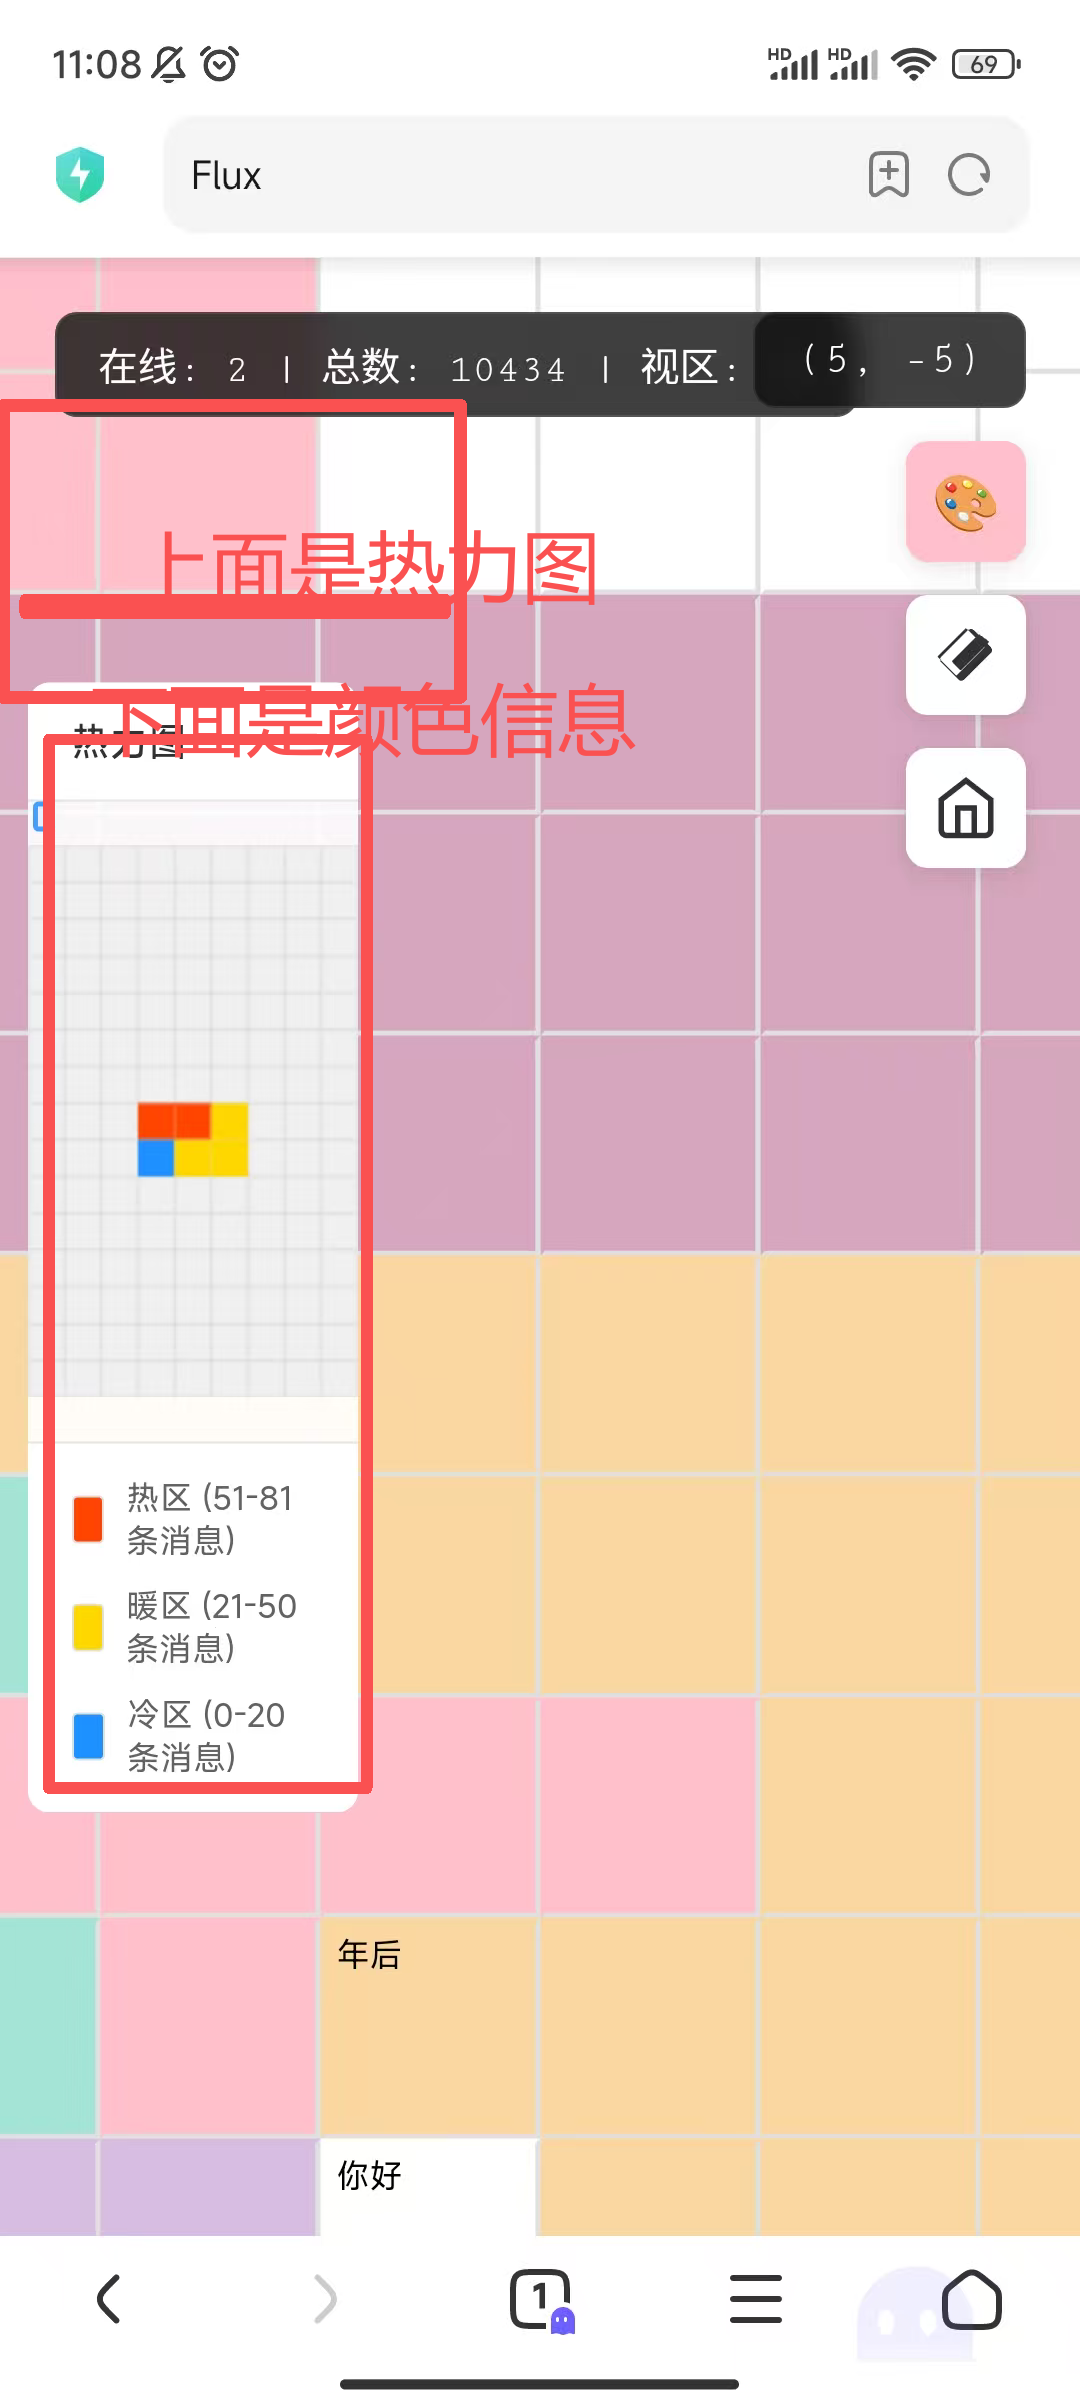 11:08
HD HD 69
Flux
在线: 2 | 总数: 10434 | 视区:
(5, -5)
上面是热力图
下面是颜色信息
热力图
热区 (51-81
条消息)
暖区 (21-50
条消息)
冷区 (0-20
条消息)
年后
你好
1